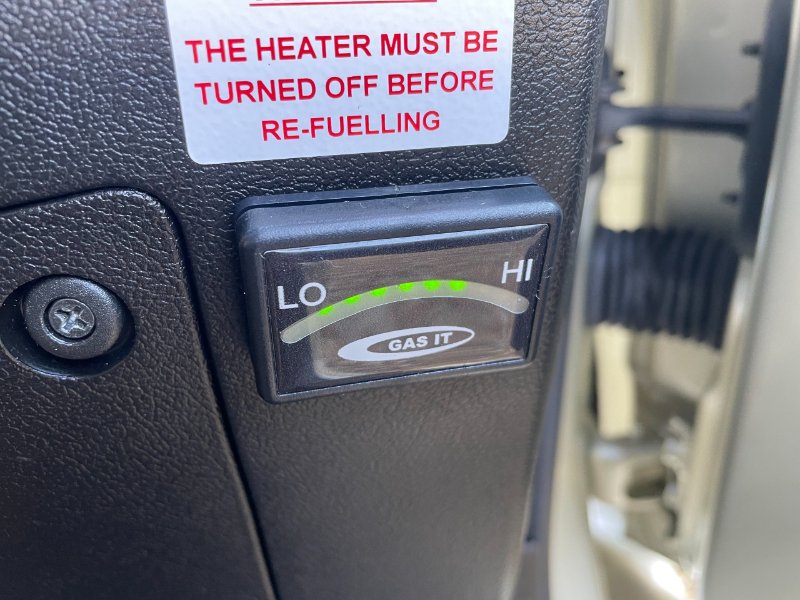 THE HEATER MUST BE
TURNED OFF BEFORE
RE-FUELLING
LO HI
GAS IT